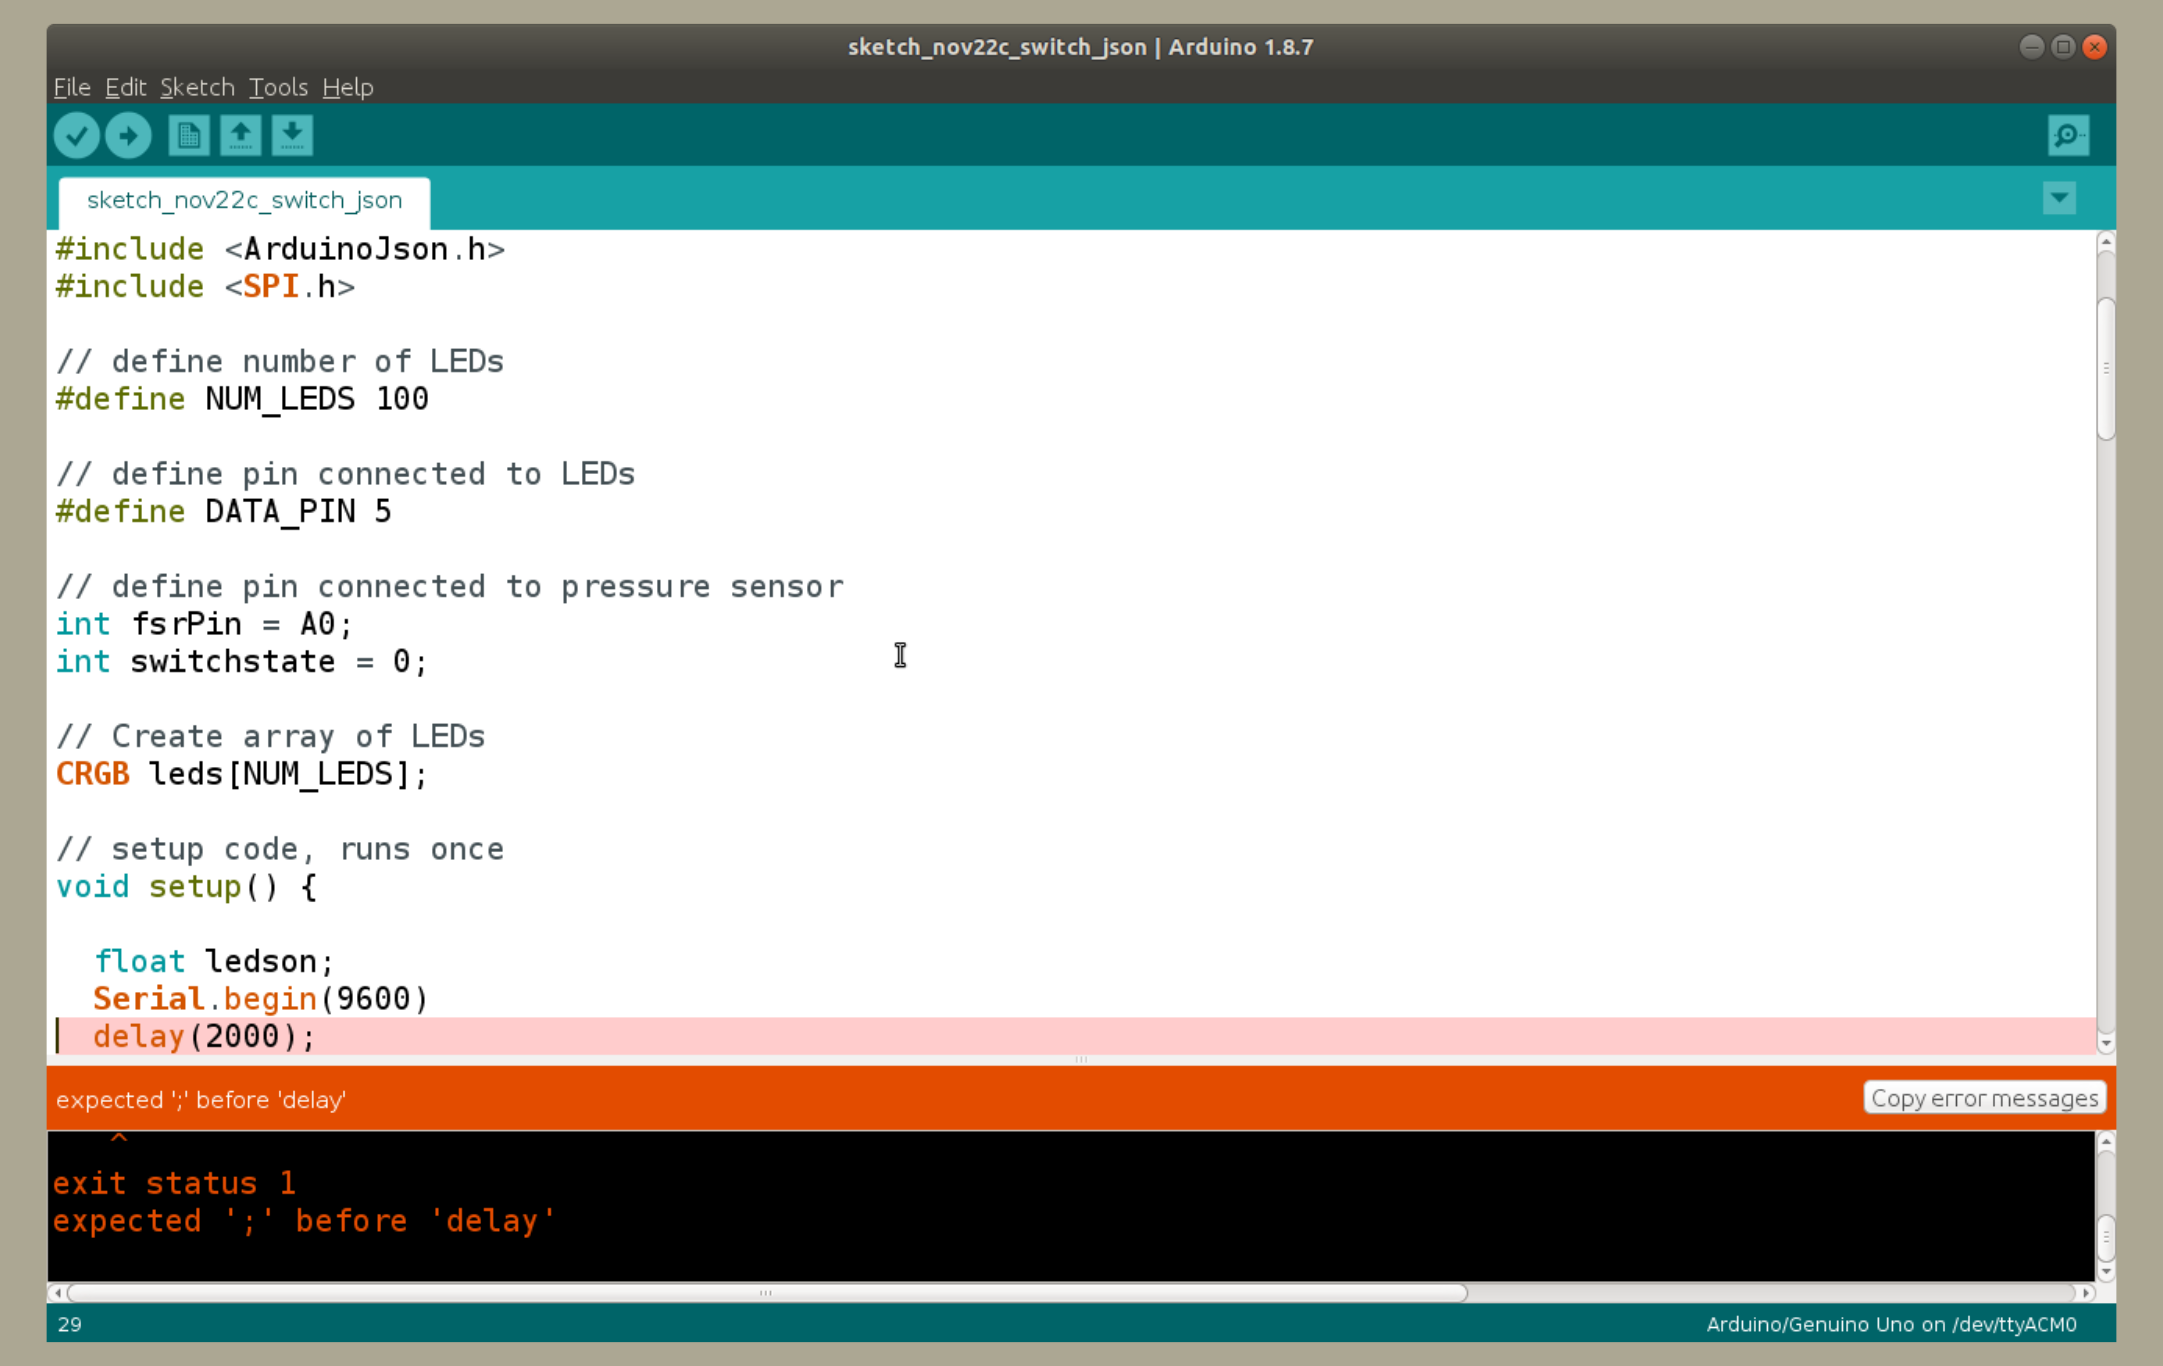 sketch_nov22c_switch_json | Arduino 1.8.7
File Edit Sketch Tools Help
sketch_nov22c_switch_json
#include <ArduinoJson.h>
#include <SPI.h>
// define number of LEDs
#define NUM_LEDS 100
// define pin connected to LEDs
#define DATA_PIN 5
// define pin connected to pressure sensor
int fsrPin = A0;
int switchstate = 0;
// Create array of LEDs
CRGB leds[NUM_LEDS];
// setup code, runs once
void setup() {
float ledson;
Serial.begin(9600)
delay(2000);
expected ';' before 'delay'
Copy error messages
^
exit status 1
expected ';' before 'delay'
29
Arduino/Genuino Uno on /dev/ttyACM0